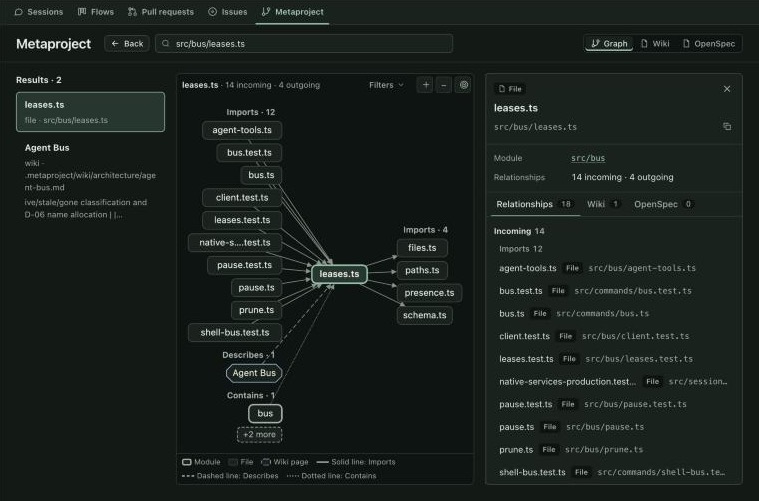 Sessions Flows Pull requests Issues Metaproject
Metaproject
Back
src/bus/leases.ts
Graph Wiki OpenSpec
Results · 2
leases.ts
file · src/bus/leases.ts
Agent Bus
wiki ·
.metaproject/wiki/architecture/age
nt-bus.md
ive/stale/gone classification and
D-06 name allocation | |...
leases.ts · 14 incoming · 4 outgoing
Filters
+ −
Imports · 12
agent-tools.ts
bus.test.ts
bus.ts
client.test.ts
leases.test.ts
native-s....test.ts
pause.test.ts
pause.ts
prune.ts
shell-bus.test.ts
Describes · 1
Agent Bus
Contains · 1
bus
+2 more
leases.ts
Imports · 4
files.ts
paths.ts
presence.ts
schema.ts
Module File Wiki page Solid line: Imports
Dashed line: Describes Dotted line: Contains
File
leases.ts
src/bus/leases.ts
Module src/bus
Relationships 14 incoming · 4 outgoing
Relationships 18 Wiki 1 OpenSpec 0
Incoming 14
Imports 12
agent-tools.ts File src/bus/agent-tools.ts
bus.test.ts File src/commands/bus.test.ts
bus.ts File src/commands/bus.ts
client.test.ts File src/bus/client.test.ts
leases.test.ts File src/bus/leases.test.ts
native-services-production.test... File src/session...
pause.test.ts File src/bus/pause.test.ts
pause.ts File src/bus/pause.ts
prune.ts File src/bus/prune.ts
shell-bus.test.ts File src/commands/shell-bus.te...